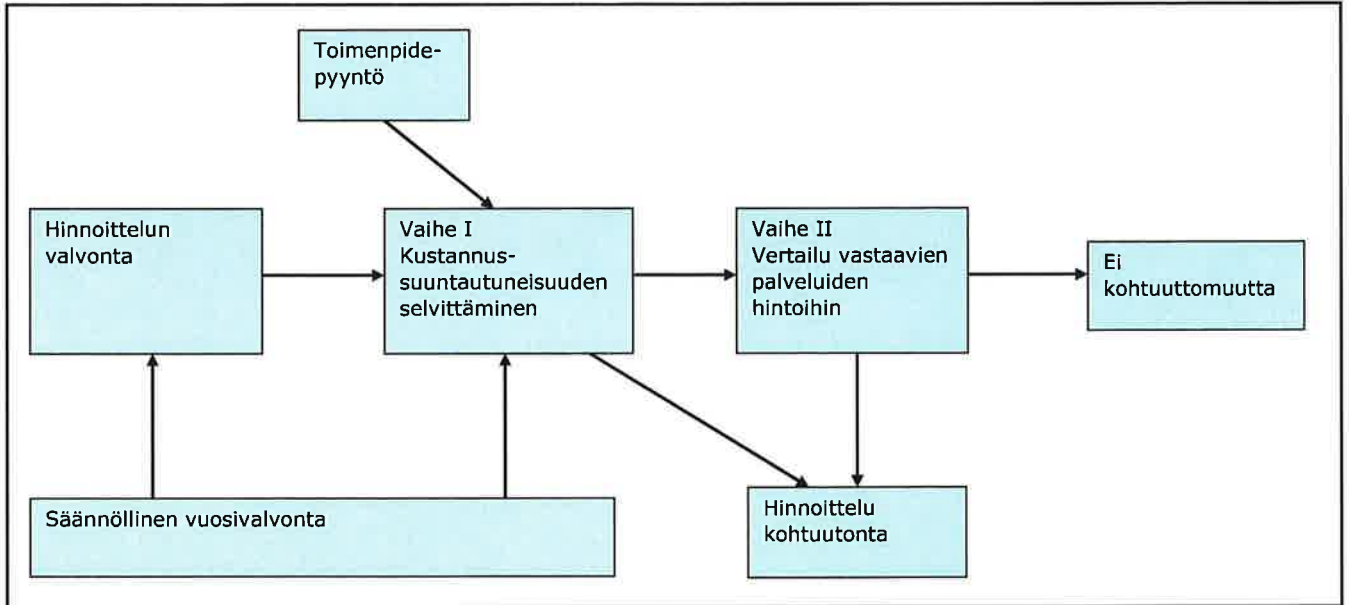 Toimenpide-
pyyntö
Hinnoittelun
valvonta
Vaihe I
Kustannus-
suuntautuneisuuden
selvittäminen
Vaihe II
Vertailu vastaavien
palveluiden
hintoihin
Ei
kohtuuttomuutta
Säännöllinen vuosivalvonta
Hinnoittelu
kohtuutonta